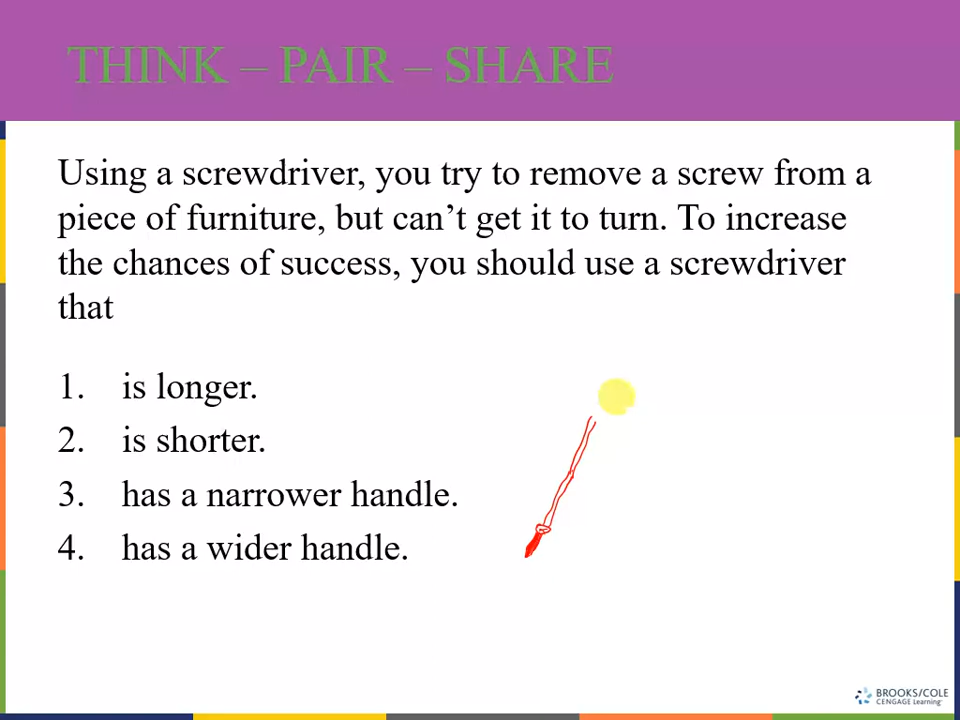 THINK – PAIR – SHARE
Using a screwdriver, you try to remove a screw from a
piece of furniture, but can’t get it to turn. To increase
the chances of success, you should use a screwdriver
that
1. is longer.
2. is shorter.
3. has a narrower handle.
4. has a wider handle.
BROOKS/COLE
CENGAGE Learning™